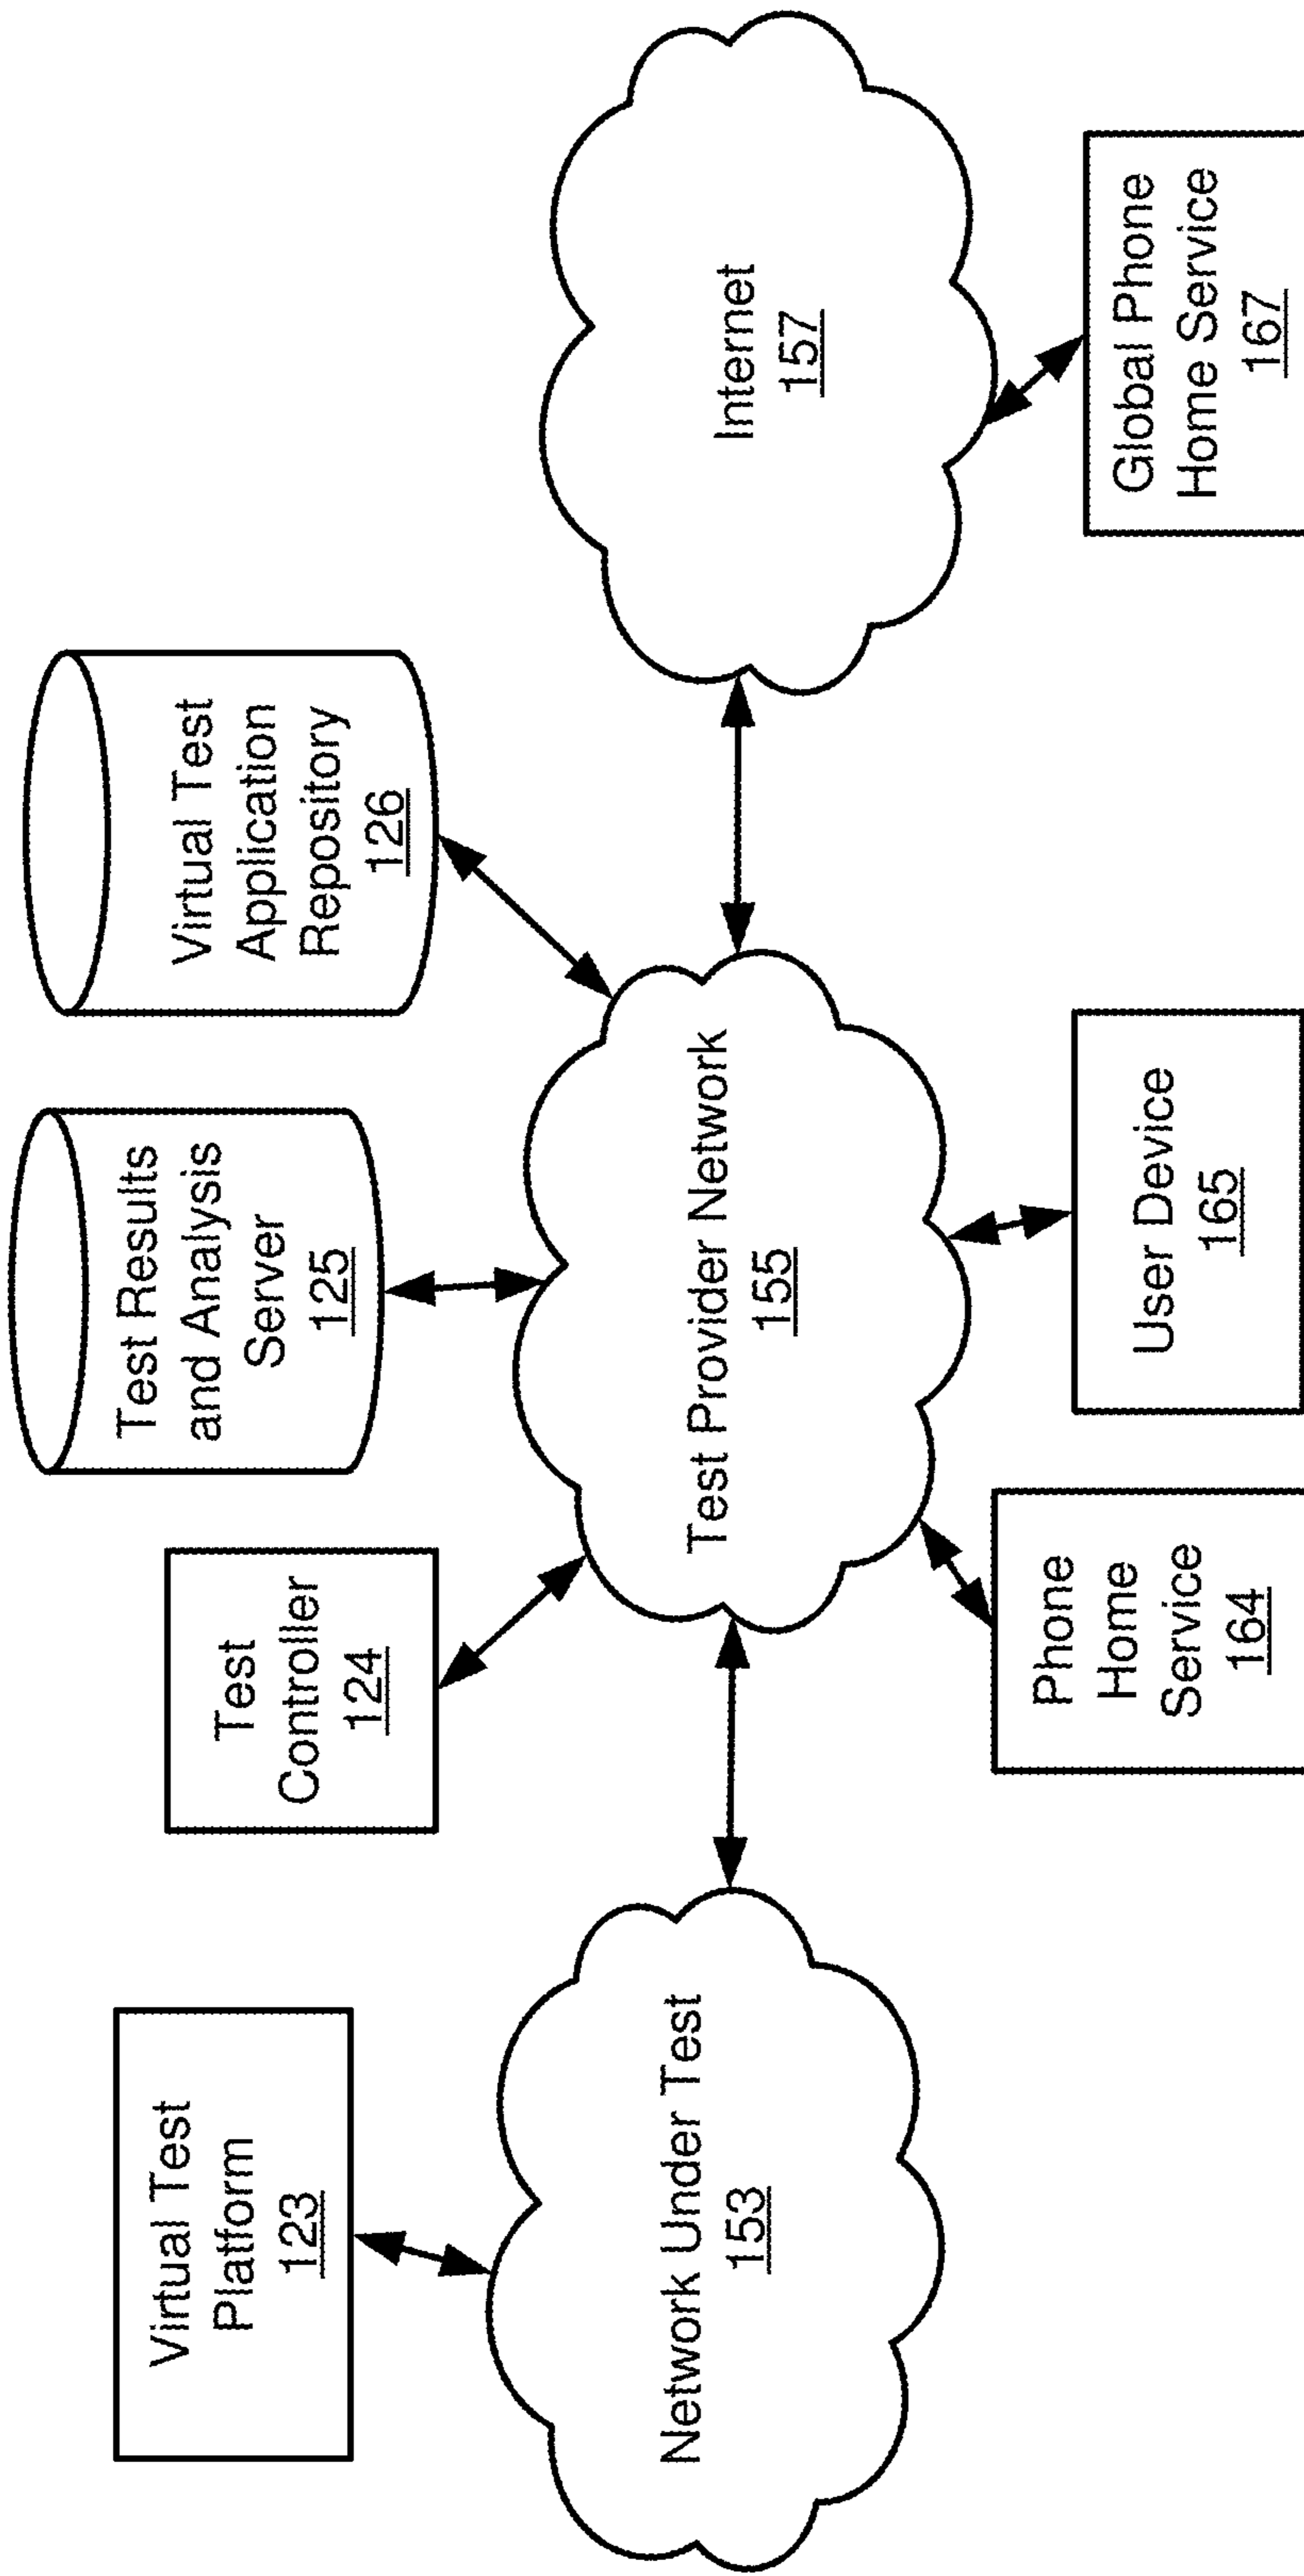 Virtual Test
Platform
123
Test
Controller
124
Test Results
and Analysis
Server
125
Virtual Test
Application
Repository
126
Network Under Test
153
Test Provider Network
155
Internet
157
Phone
Home
Service
164
User Device
165
Global Phone
Home Service
167